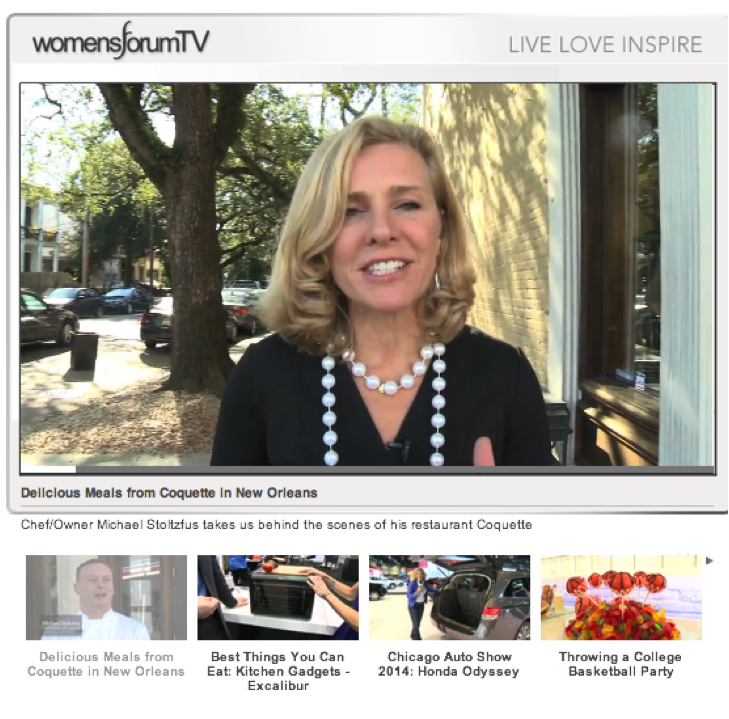 womensforumTV
LIVE LOVE INSPIRE
Delicious Meals from Coquette in New Orleans
Chef/Owner Michael Stoltzfus takes us behind the scenes of his restaurant Coquette
Michael Stoltzfus
Delicious Meals from
Coquette in New Orleans
Best Things You Can
Eat: Kitchen Gadgets -
Excalibur
Chicago Auto Show
2014: Honda Odyssey
Throwing a College
Basketball Party